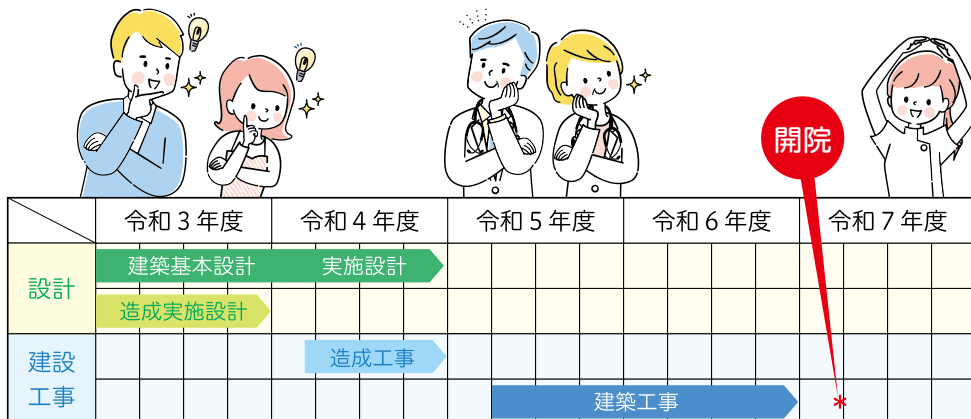 開院
令和3年度 令和4年度 令和5年度 令和6年度 令和7年度
設計
建築基本設計 実施設計
造成実施設計
建設
工事
造成工事
建築工事
*